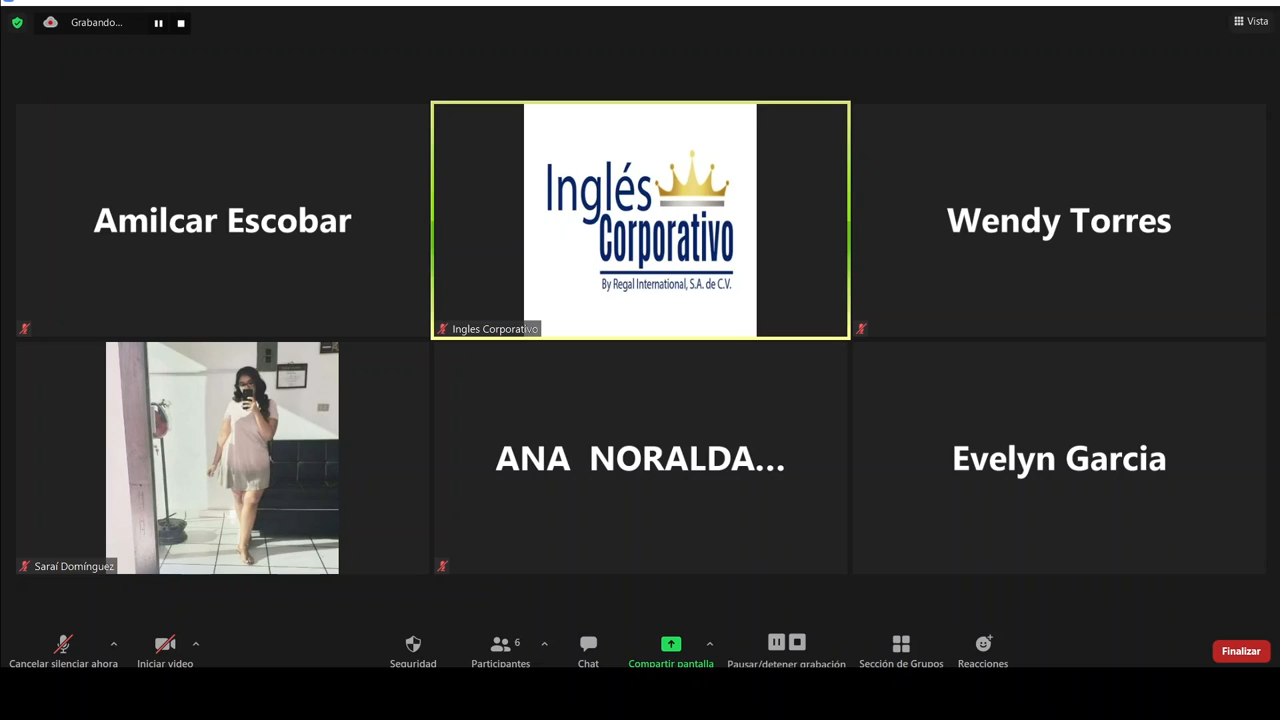 Grabando...
Vista
Amilcar Escobar
Inglés
Corporativo
By Regal International, S.A. de C.V.
Wendy Torres
Ingles Corporativo
ANA NORALDA...
Evelyn Garcia
Saraí Domínguez
Cancelar silenciar ahora
Iniciar video
Seguridad
6
Participantes
Chat
Compartir pantalla
Pausar/detener grabación
Sección de Grupos
Reacciones
Finalizar